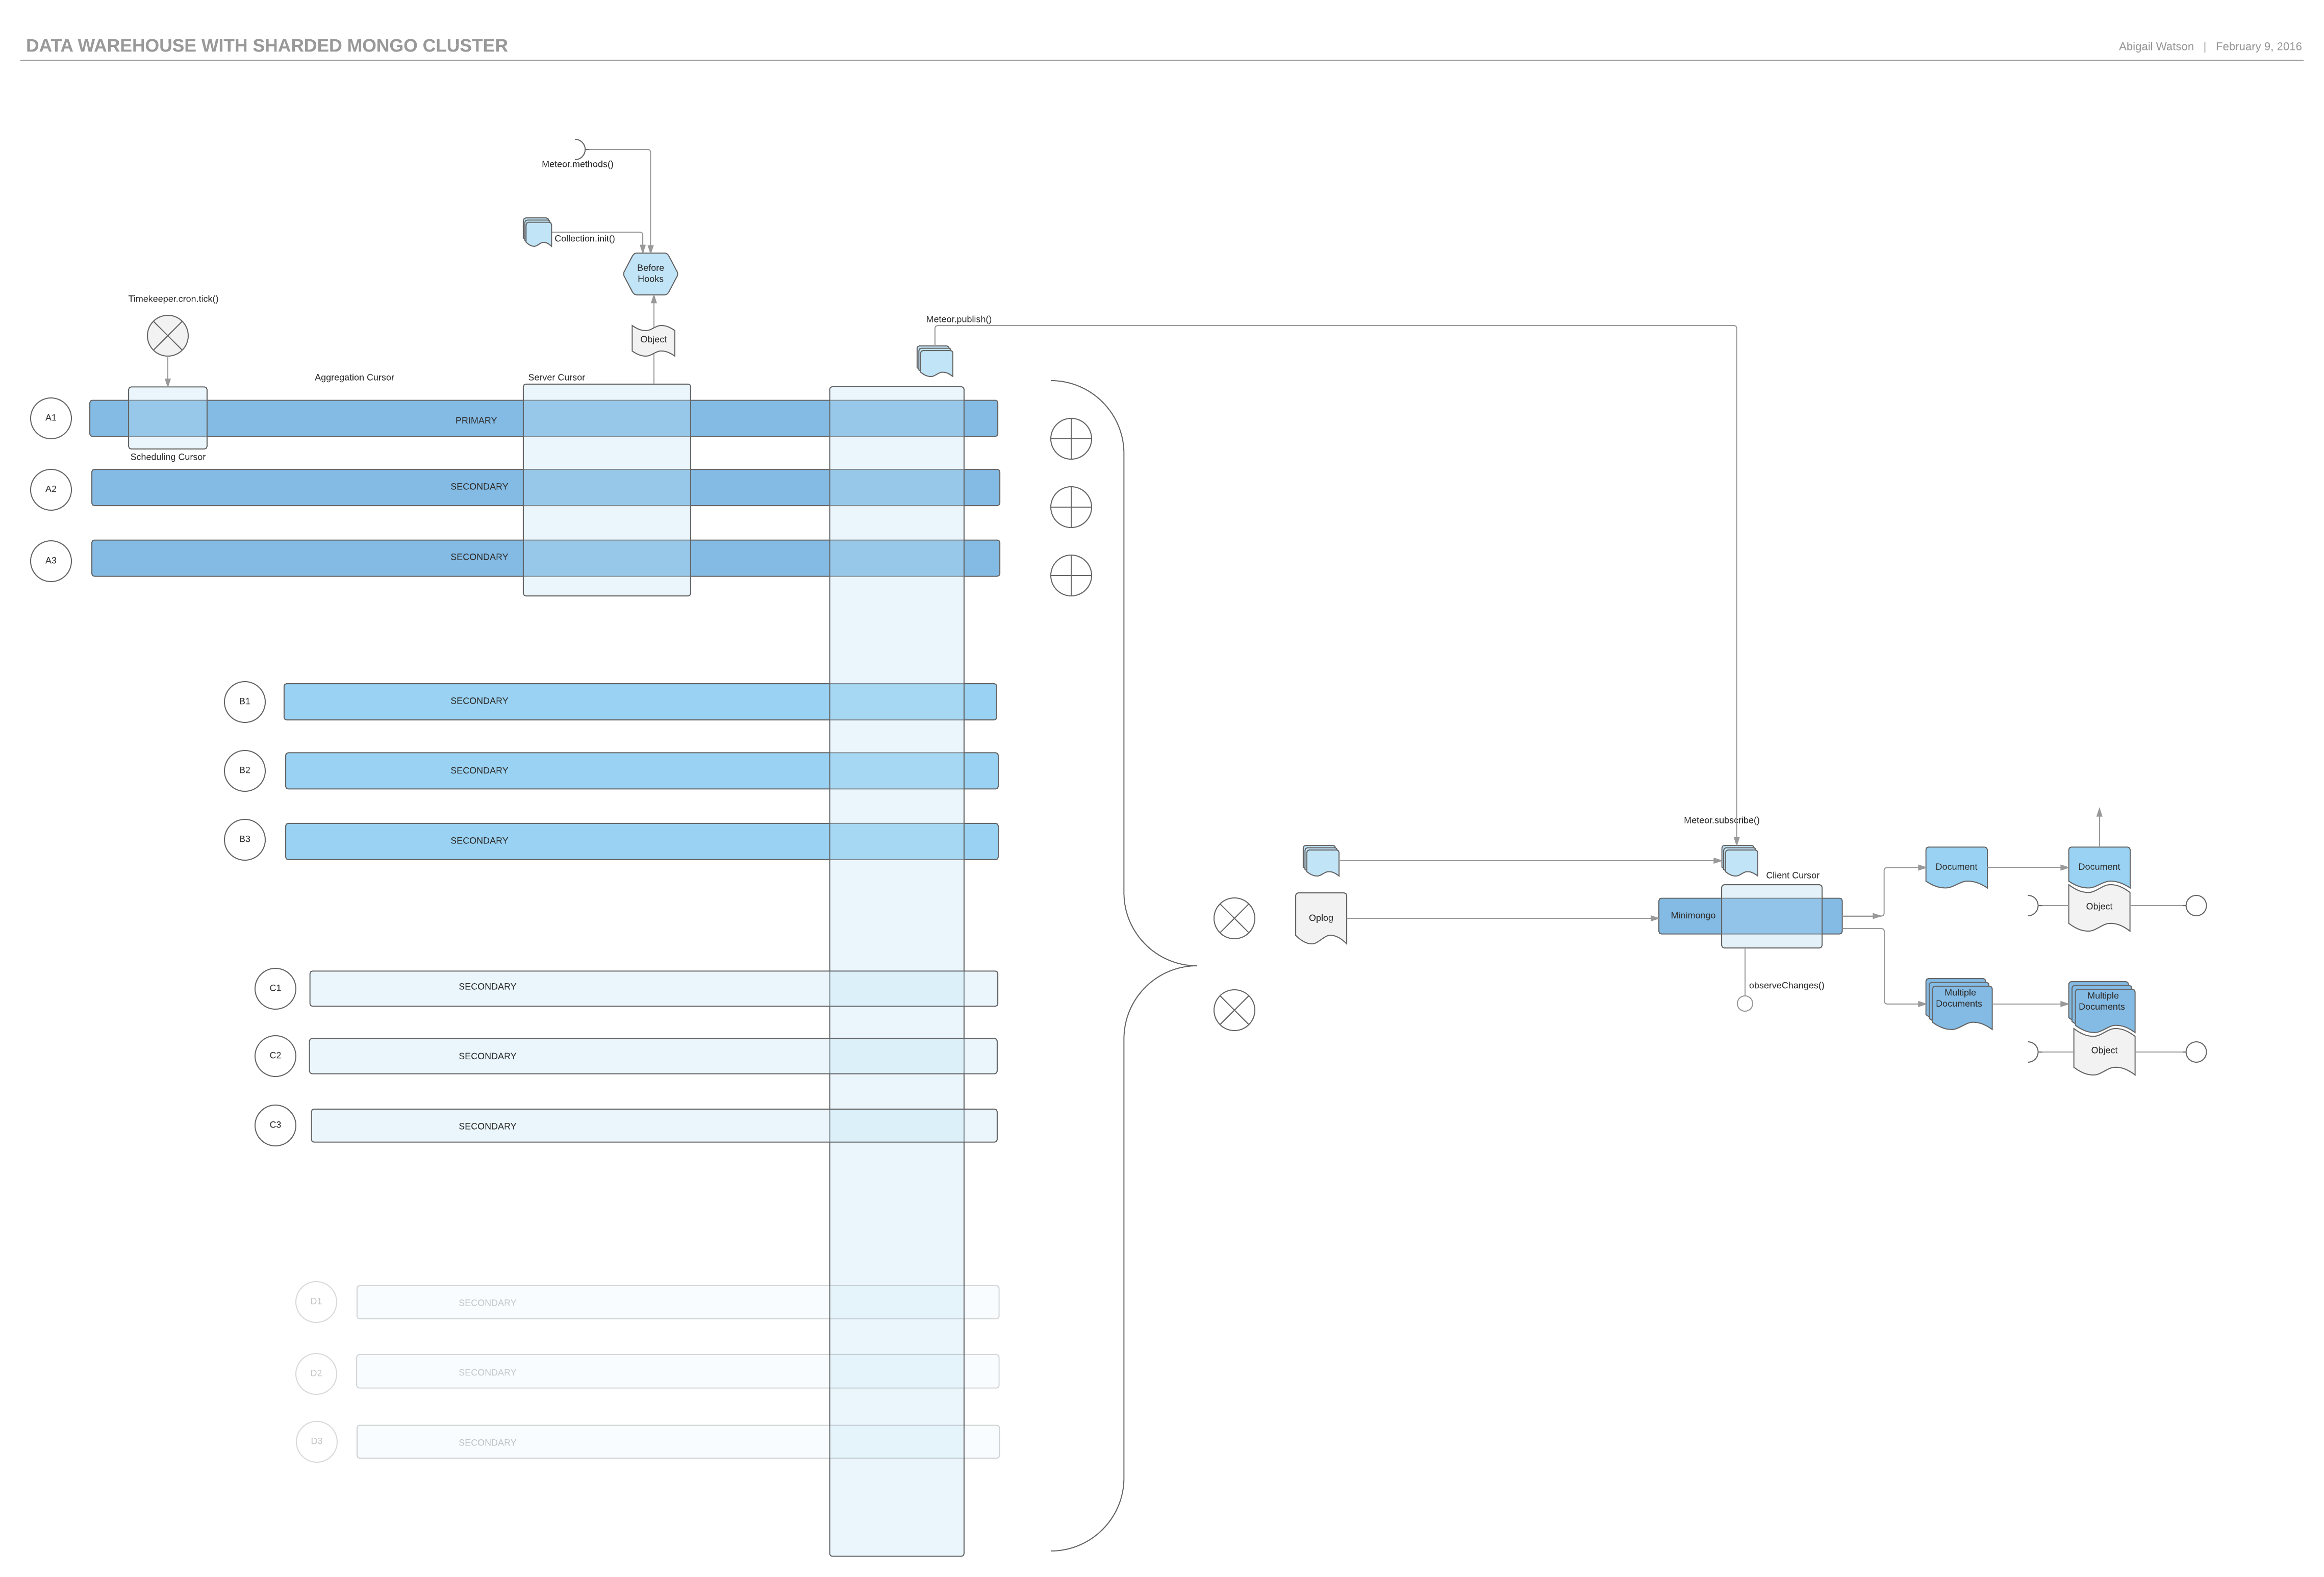 DATA WAREHOUSE WITH SHARDED MONGO CLUSTER
Abigail Watson | February 9, 2016
Meteor.methods()
Collection.init()
Before
Hooks
Timekeeper.cron.tick()
Object
Meteor.publish()
Aggregation Cursor
Server Cursor
A1
PRIMARY
Scheduling Cursor
A2
SECONDARY
A3
SECONDARY
B1
SECONDARY
B2
SECONDARY
B3
SECONDARY
Meteor.subscribe()
Client Cursor
Oplog
Minimongo
observeChanges()
Document
Document
Object
Multiple
Documents
Multiple
Documents
Object
C1
SECONDARY
C2
SECONDARY
C3
SECONDARY
D1
SECONDARY
D2
SECONDARY
D3
SECONDARY